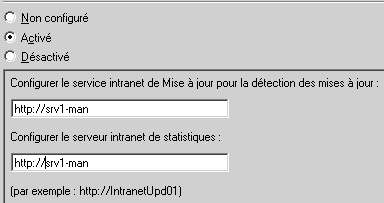 Non configuré
Activé
Désactivé
Configurer le service intranet de Mise à jour pour la détection des mises à jour :
http://srv1-man
Configurer le serveur intranet de statistiques :
http://srv1-man
(par exemple : http://IntranetUpd01)